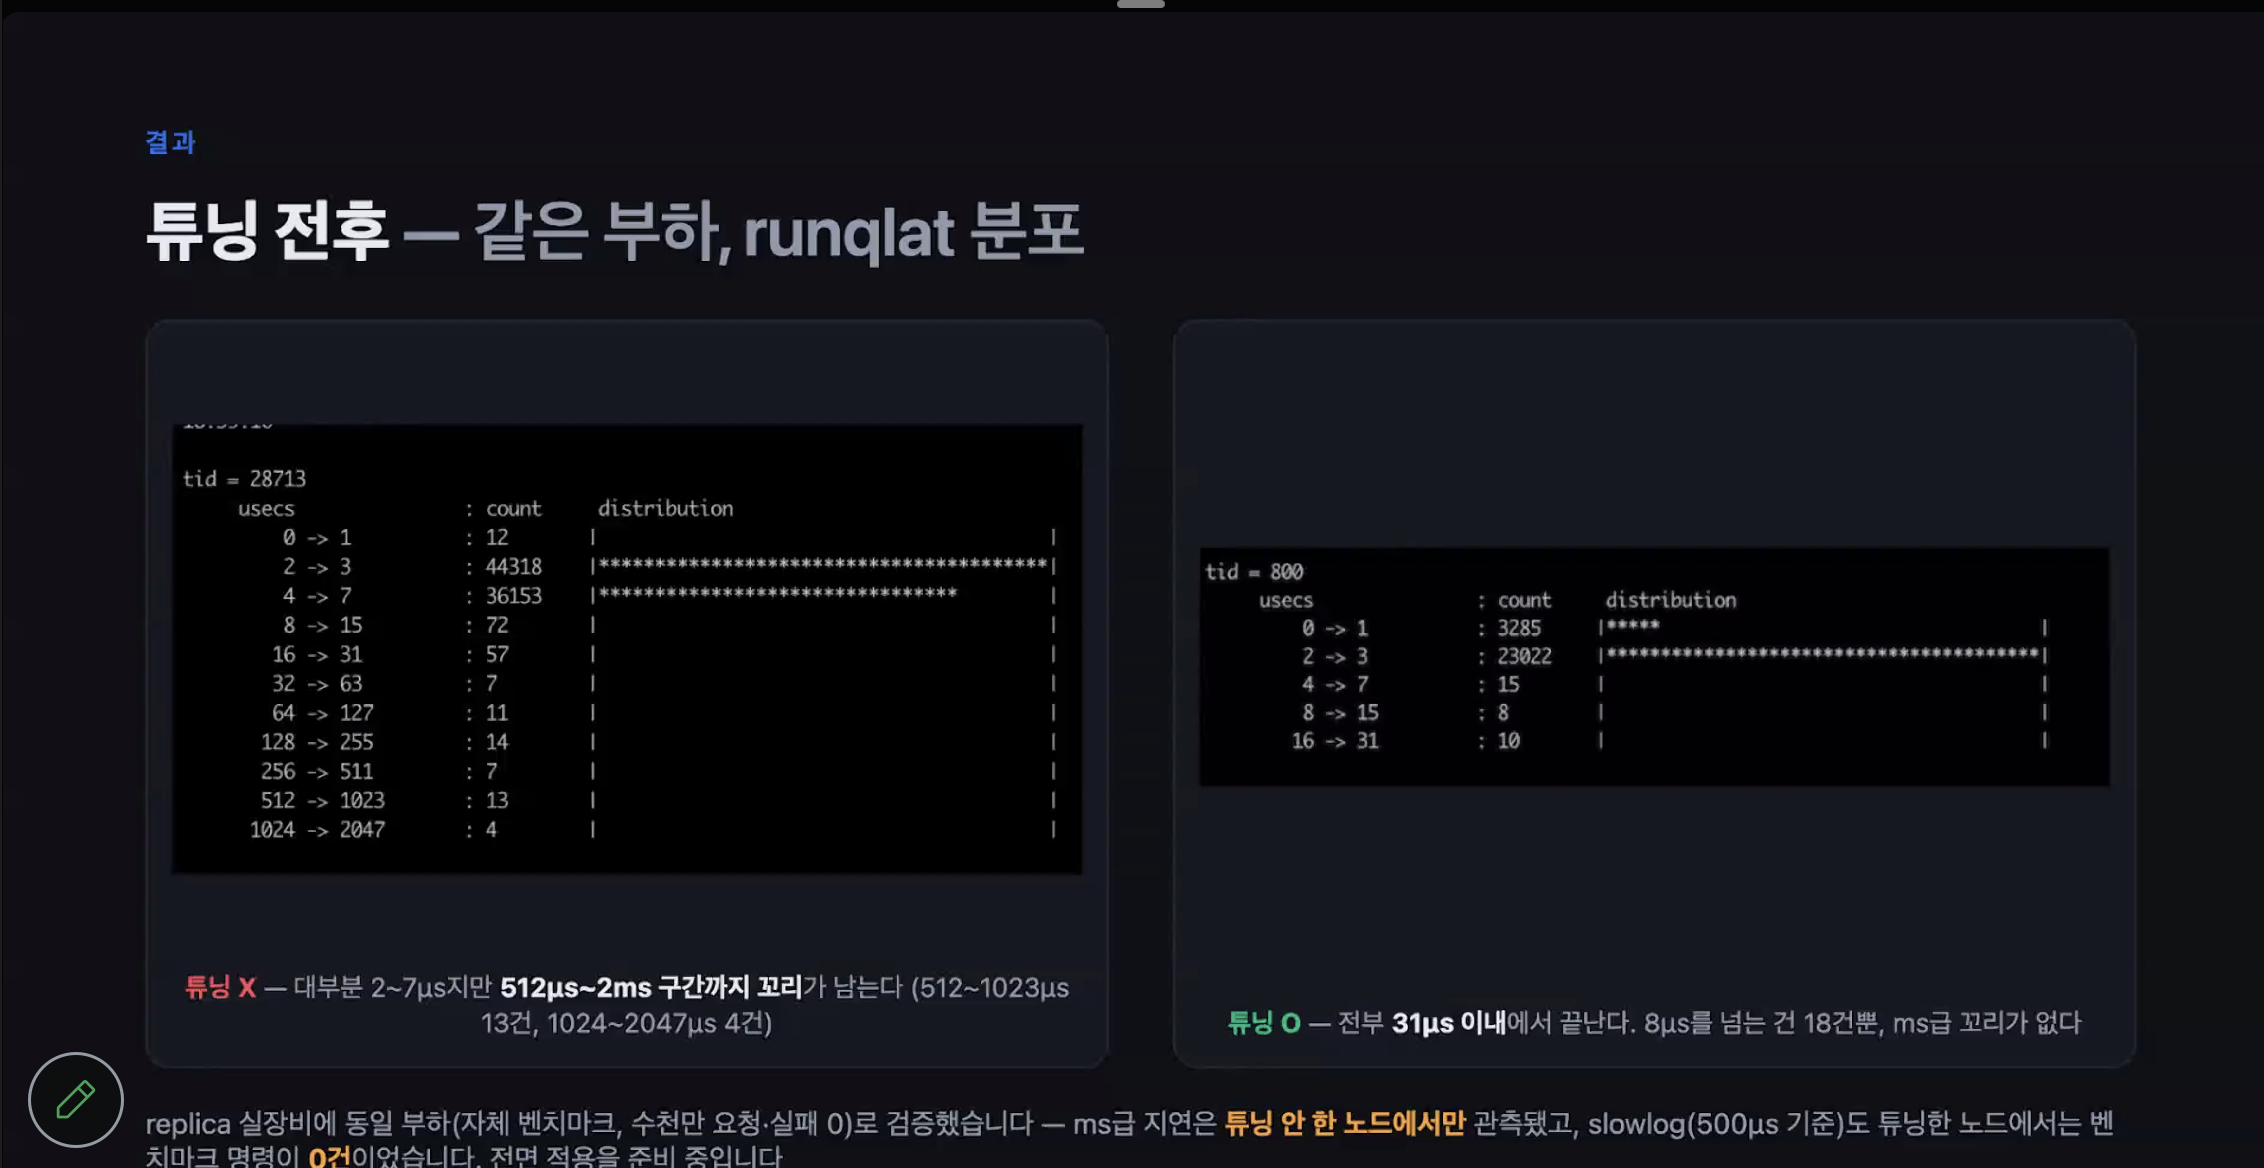 결과
튜닝 전후 — 같은 부하, runqlat 분포
tid = 28713
usecs : count distribution
0 -> 1 : 12 | |
2 -> 3 : 44318 |****************************************|
4 -> 7 : 36153 |******************************** |
8 -> 15 : 72 | |
16 -> 31 : 57 | |
32 -> 63 : 7 | |
64 -> 127 : 11 | |
128 -> 255 : 14 | |
256 -> 511 : 7 | |
512 -> 1023 : 13 | |
1024 -> 2047 : 4 | |
튜닝 X — 대부분 2~7μs지만 512μs~2ms 구간까지 꼬리가 남는다 (512~1023μs
13건, 1024~2047μs 4건)
tid = 800
usecs : count distribution
0 -> 1 : 3285 |***** |
2 -> 3 : 23022 |****************************************|
4 -> 7 : 15 | |
8 -> 15 : 8 | |
16 -> 31 : 10 | |
튜닝 O — 전부 31μs 이내에서 끝난다. 8μs를 넘는 건 18건뿐, ms급 꼬리가 없다
replica 실장비에 동일 부하(자체 벤치마크, 수천만 요청·실패 0)로 검증했습니다 — ms급 지연은 튜닝 안 한 노드에서만 관측됐고, slowlog(500μs 기준)도 튜닝한 노드에서는 벤
치마크 명령이 0건이었습니다. 전면 적용을 준비 중입니다